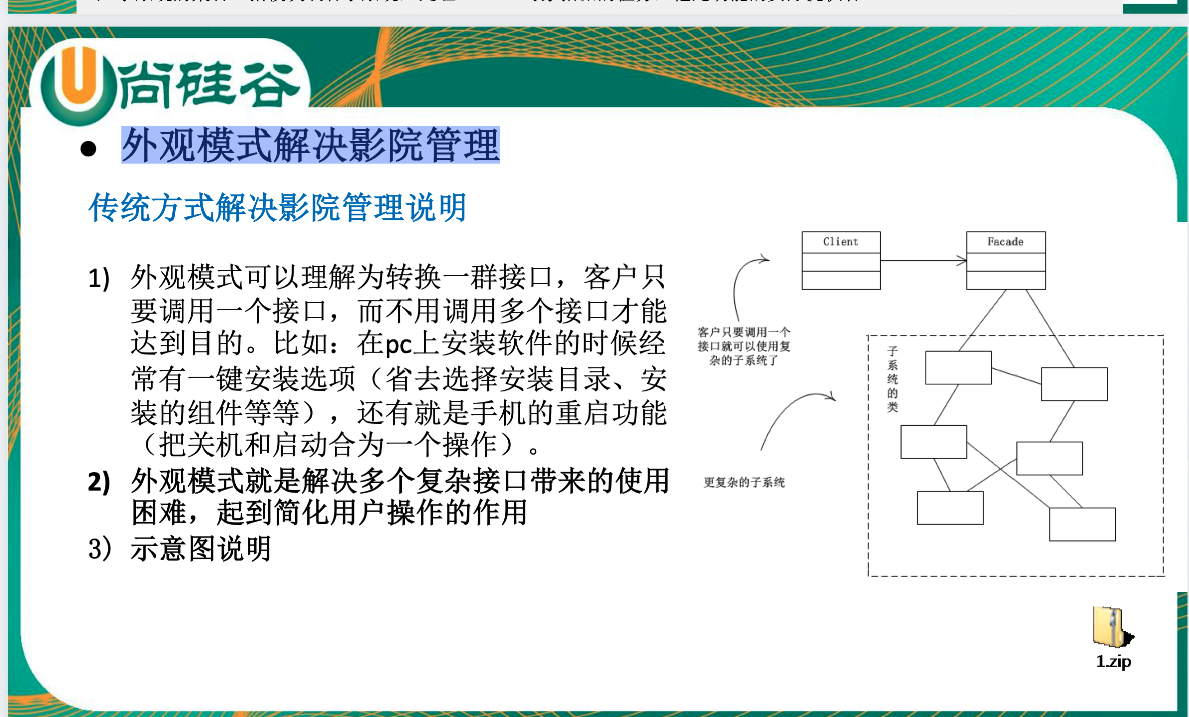 尚硅谷
● 外观模式解决影院管理
传统方式解决影院管理说明
1) 外观模式可以理解为转换一群接口，客户只
要调用一个接口，而不用调用多个接口才能
达到目的。比如：在pc上安装软件的时候经
常有一键安装选项（省去选择安装目录、安
装的组件等等），还有就是手机的重启功能
（把关机和启动合为一个操作）。
2) 外观模式就是解决多个复杂接口带来的使用
困难，起到简化用户操作的作用
3) 示意图说明
Client
Facade
客户只要调用一个
接口就可以使用复
杂的子系统了
子系统的类
更复杂的子系统
1.zip